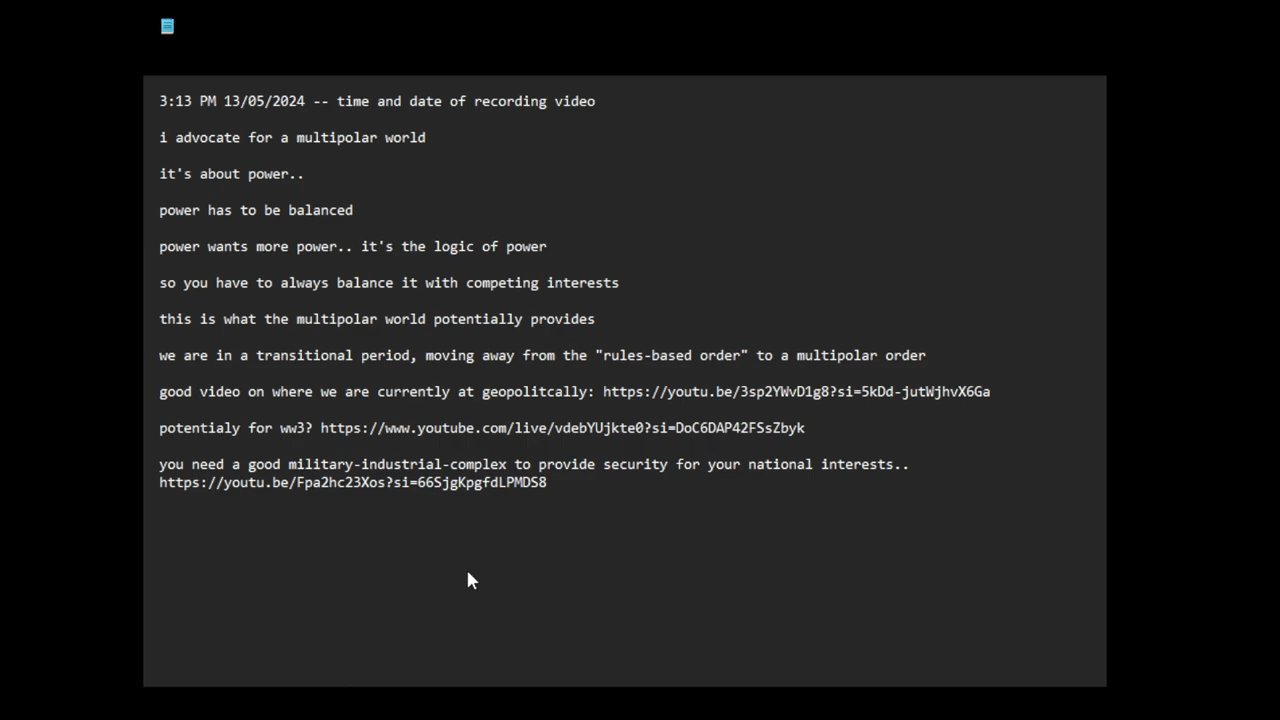 3:13 PM 13/05/2024 -- time and date of recording video
i advocate for a multipolar world
it's about power..
power has to be balanced
power wants more power.. it's the logic of power
so you have to always balance it with competing interests
this is what the multipolar world potentially provides
we are in a transitional period, moving away from the "rules-based order" to a multipolar order
good video on where we are currently at geopolitcally: https://youtu.be/3sp2YWvD1g8?si=5kDd-jutWjhvX6Ga
potentialy for ww3? https://www.youtube.com/live/vdebYUjkte0?si=DoC6DAP42FSsZbyk
you need a good military-industrial-complex to provide security for your national interests..
https://youtu.be/Fpa2hc23Xos?si=66SjgKpgfdLPMDS8